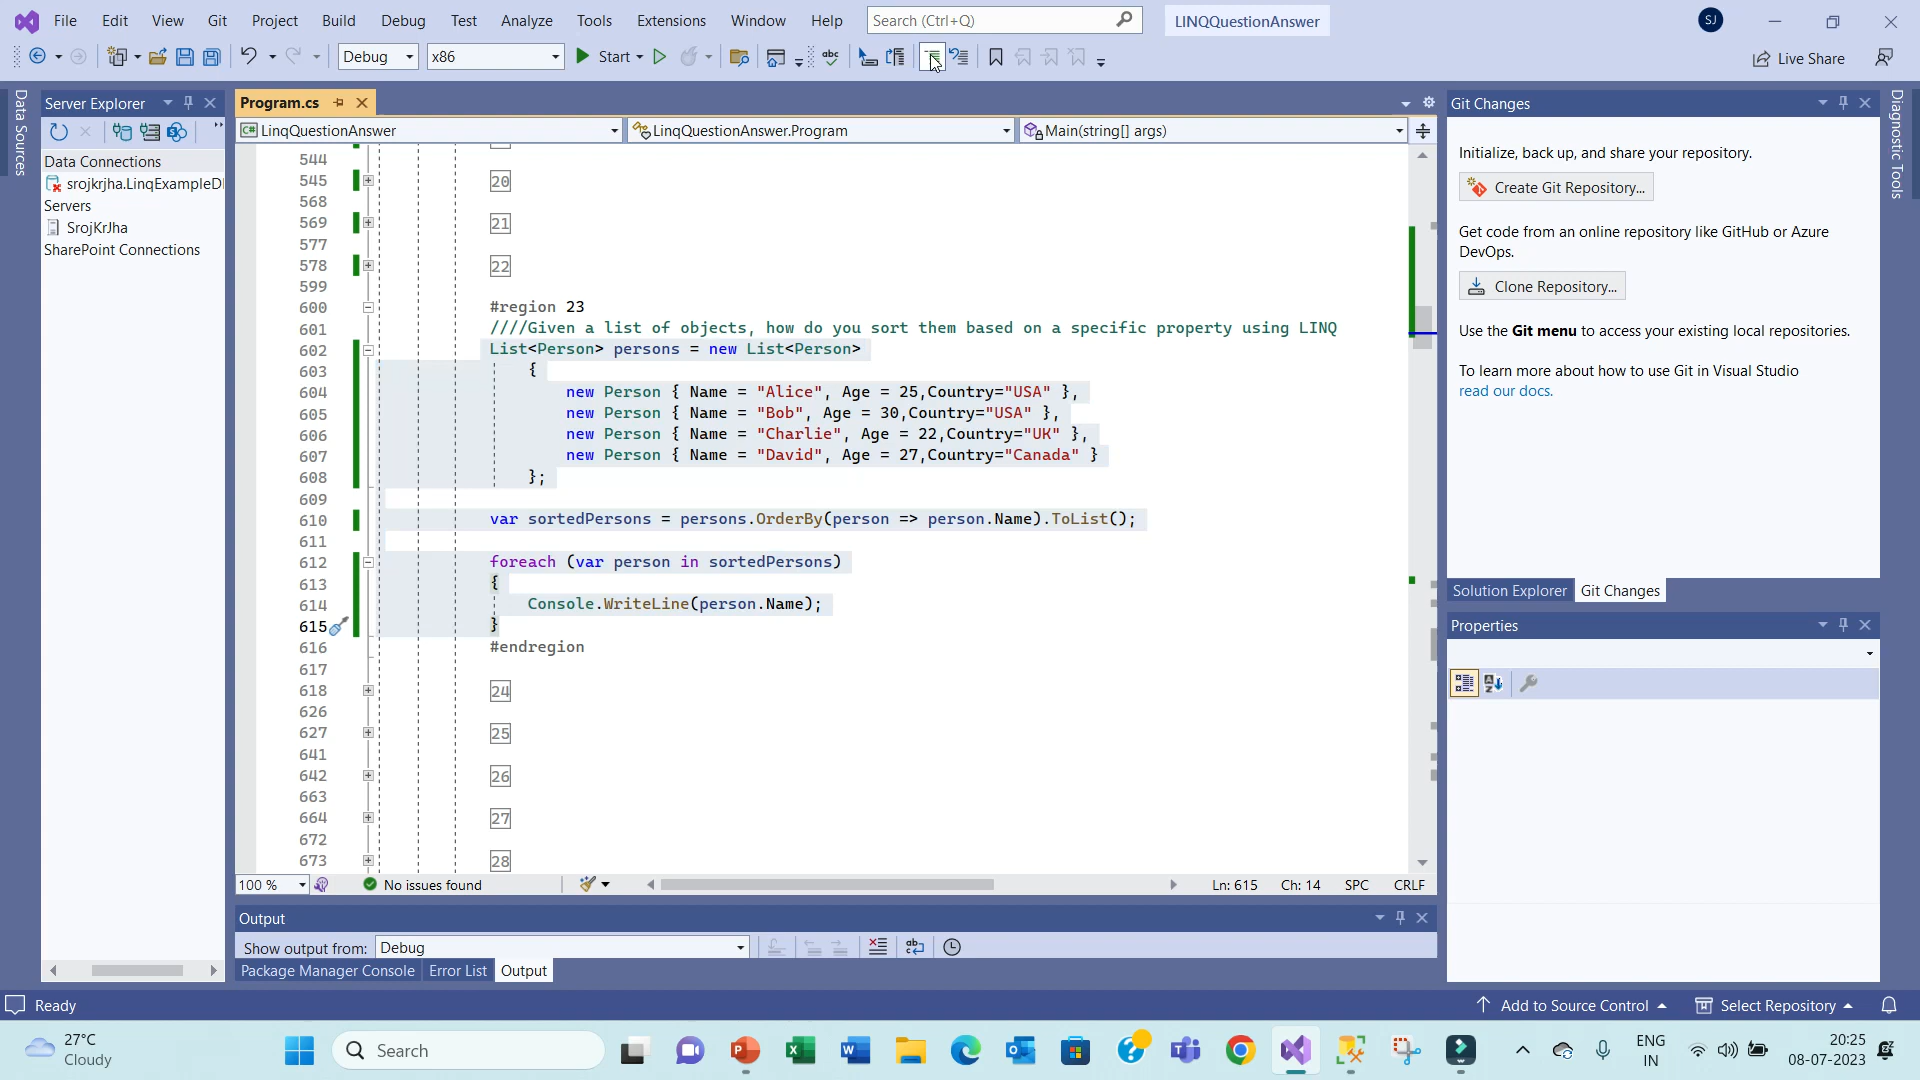 File Edit View Git Project Build Debug Test Analyze Tools Extensions Window Help Search (Ctrl+Q) LINQQuestionAnswer SJ
Debug x86 Start abc Live Share
Data Sources
Server Explorer
Data Connections
srojkrjha.LinqExampleD
Servers
SrojKrJha
SharePoint Connections
Program.cs
C# LinqQuestionAnswer LinqQuestionAnswer.Program Main(string[] args)
544
545 20
568
569 21
577
578 22
599
600 #region 23
601 ////Given a list of objects, how do you sort them based on a specific property using LINQ
602 List<Person> persons = new List<Person>
603 {
604 new Person { Name = "Alice", Age = 25,Country="USA" },
605 new Person { Name = "Bob", Age = 30,Country="USA" },
606 new Person { Name = "Charlie", Age = 22,Country="UK" },
607 new Person { Name = "David", Age = 27,Country="Canada" }
608 };
609
610 var sortedPersons = persons.OrderBy(person => person.Name).ToList();
611
612 foreach (var person in sortedPersons)
613 {
614 Console.WriteLine(person.Name);
615 }
616 #endregion
617
618 24
626
627 25
641
642 26
663
664 27
672
673 28
100 % No issues found Ln: 615 Ch: 14 SPC CRLF
Output
Show output from: Debug
Package Manager Console Error List Output
Git Changes
Initialize, back up, and share your repository.
Create Git Repository...
Get code from an online repository like GitHub or Azure
DevOps.
Clone Repository...
Use the Git menu to access your existing local repositories.
To learn more about how to use Git in Visual Studio
read our docs.
Solution Explorer Git Changes
Properties
Diagnostic Tools
Ready Add to Source Control Select Repository
27°C
Cloudy
Search
ENG
IN
20:25
08-07-2023